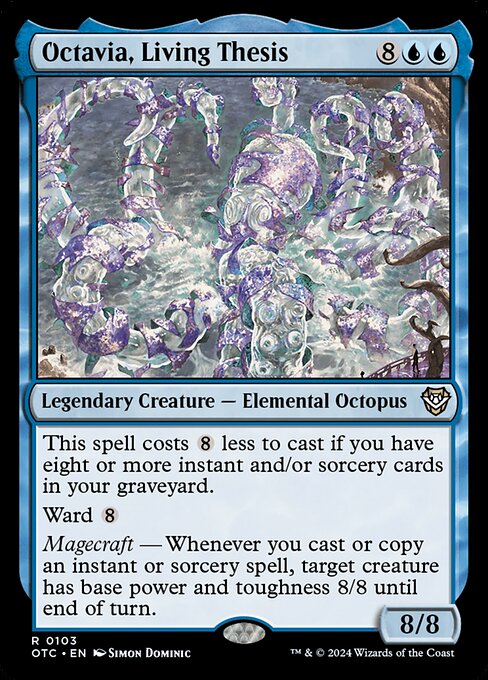 Octavia, Living Thesis 8
Legendary Creature — Elemental Octopus
This spell costs 8 less to cast if you have
eight or more instant and/or sorcery cards
in your graveyard.
Ward 8
Magecraft — Whenever you cast or copy
an instant or sorcery spell, target creature
has base power and toughness 8/8 until
end of turn.
8/8
R 0103
OTC • EN Simon Dominic
™ & © 2024 Wizards of the Coast